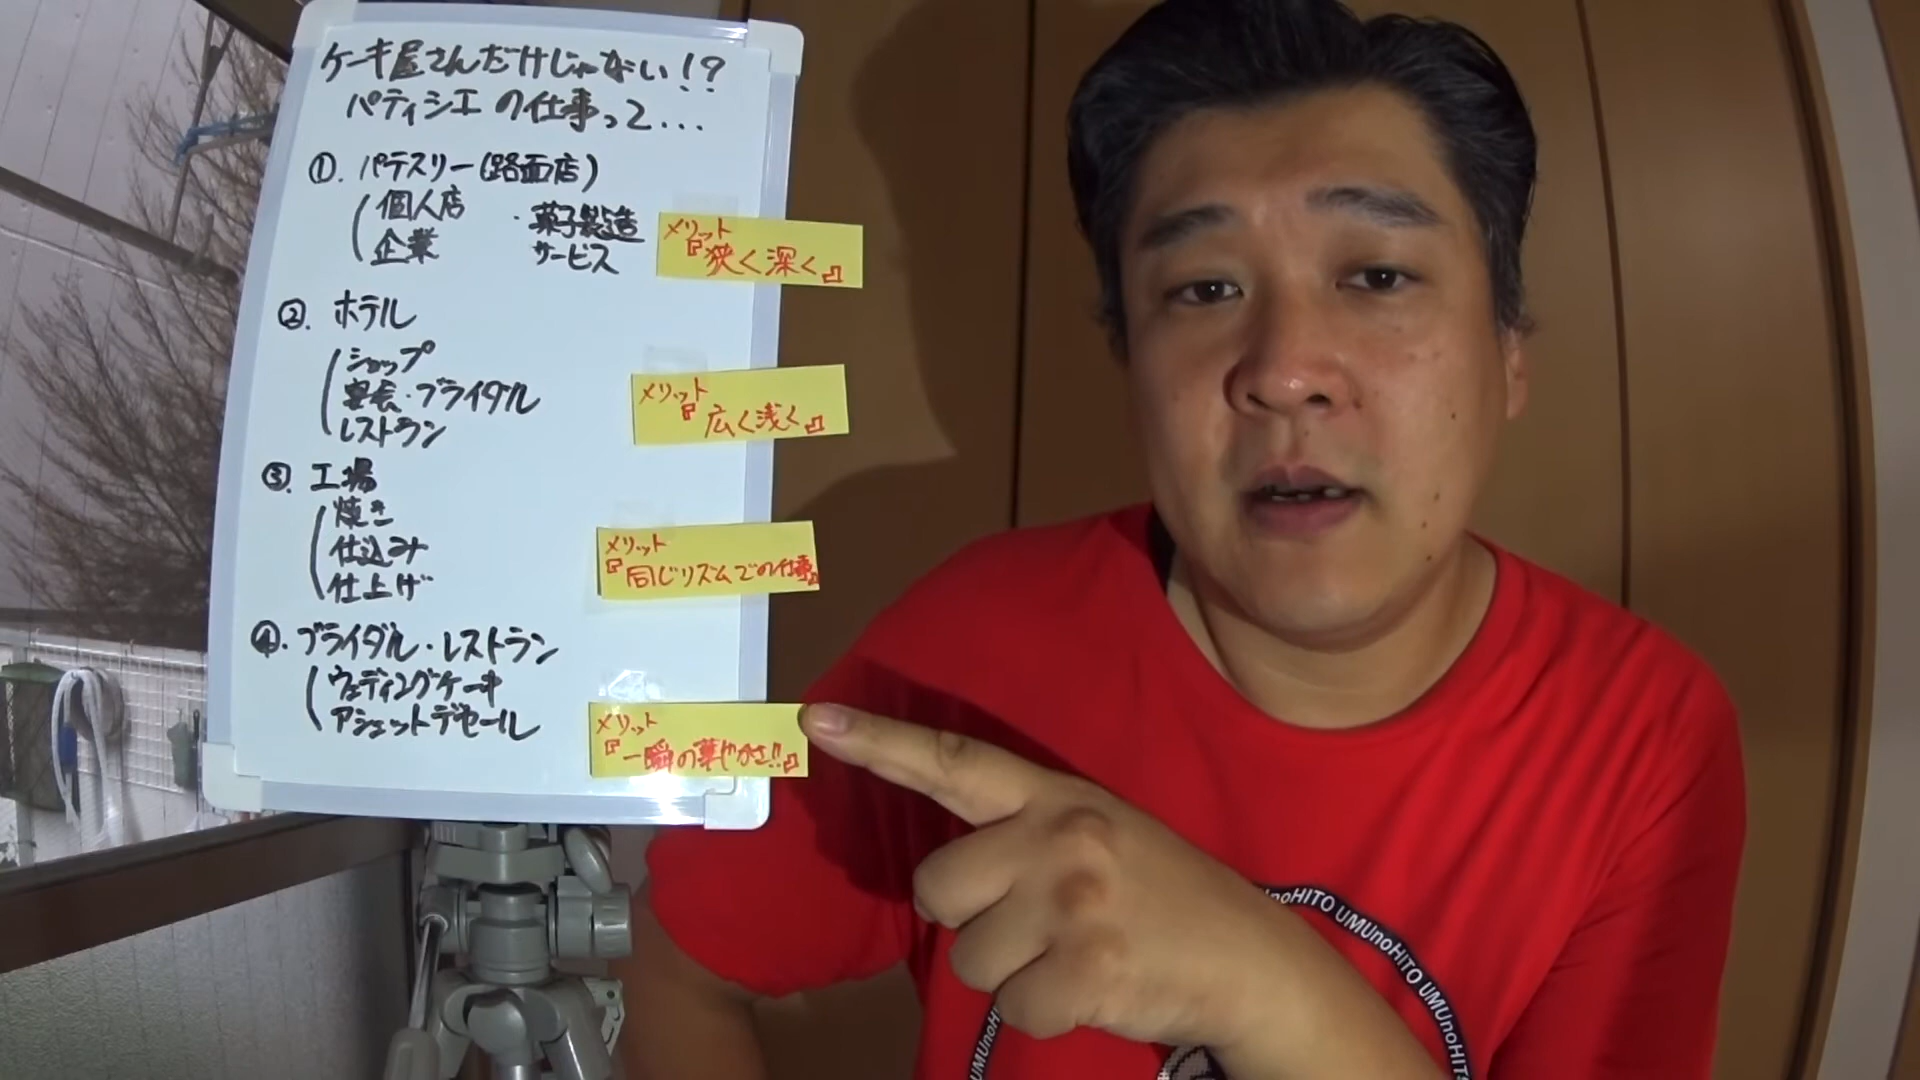 ケーキ屋さんだけじゃない!?
パティシエの仕事って...
①. パテスリー(路面店)
個人店 ・菓子製造
企業 サービス
メリット
『狭く深く』
②. ホテル
ショップ
宴会・ブライダル
レストラン
メリット
『広く浅く』
③. 工場
焼き
仕込み
仕上げ
メリット
『同じリズムでの仕事』
④. ブライダル・レストラン
ウェディングケーキ
アシェットデセール
メリット
『一瞬の華やかさ!!』
UnoHITO UMUnoHITO UMUnoHITS
UMUnoH